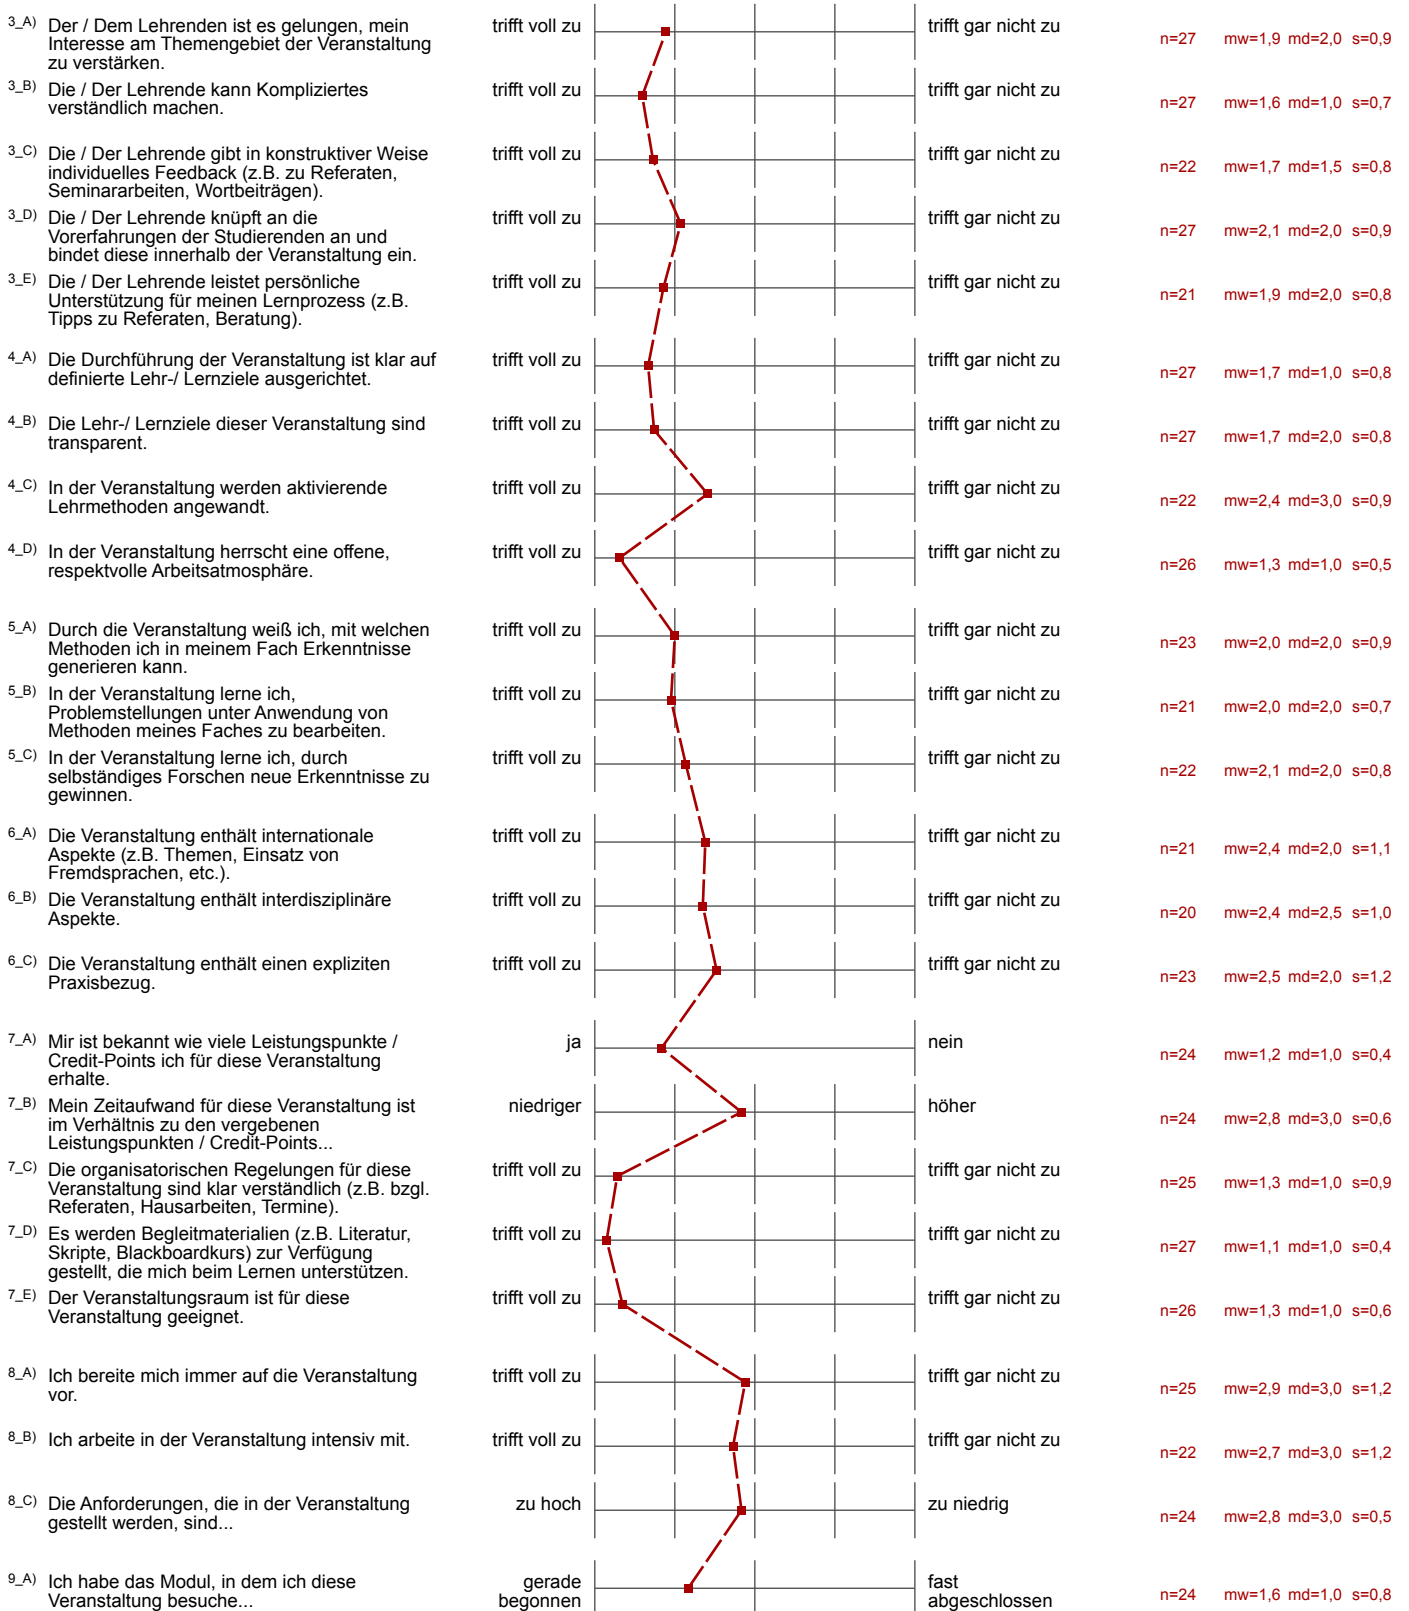 3_A) Der / Dem Lehrenden ist es gelungen, mein trifft voll zu trifft gar nicht zu
Interesse am Themengebiet der Veranstaltung n=27 mw=1,9 md=2,0 s=0,9
zu verstärken.
3_B) Die / Der Lehrende kann Kompliziertes trifft voll zu trifft gar nicht zu
verständlich machen. n=27 mw=1,6 md=1,0 s=0,7
3_C) Die / Der Lehrende gibt in konstruktiver Weise trifft voll zu trifft gar nicht zu
individuelles Feedback (z.B. zu Referaten, n=22 mw=1,7 md=1,5 s=0,8
Seminararbeiten, Wortbeiträgen).
3_D) Die / Der Lehrende knüpft an die trifft voll zu trifft gar nicht zu
Vorerfahrungen der Studierenden an und n=27 mw=2,1 md=2,0 s=0,9
bindet diese innerhalb der Veranstaltung ein.
3_E) Die / Der Lehrende leistet persönliche trifft voll zu trifft gar nicht zu
Unterstützung für meinen Lernprozess (z.B. n=21 mw=1,9 md=2,0 s=0,8
Tipps zu Referaten, Beratung).
4_A) Die Durchführung der Veranstaltung ist klar auf trifft voll zu trifft gar nicht zu
definierte Lehr-/ Lernziele ausgerichtet. n=27 mw=1,7 md=1,0 s=0,8
4_B) Die Lehr-/ Lernziele dieser Veranstaltung sind trifft voll zu trifft gar nicht zu
transparent. n=27 mw=1,7 md=2,0 s=0,8
4_C) In der Veranstaltung werden aktivierende trifft voll zu trifft gar nicht zu
Lehrmethoden angewandt. n=22 mw=2,4 md=3,0 s=0,9
4_D) In der Veranstaltung herrscht eine offene, trifft voll zu trifft gar nicht zu
respektvolle Arbeitsatmosphäre. n=26 mw=1,3 md=1,0 s=0,5
5_A) Durch die Veranstaltung weiß ich, mit welchen trifft voll zu trifft gar nicht zu
Methoden ich in meinem Fach Erkenntnisse n=23 mw=2,0 md=2,0 s=0,9
generieren kann.
5_B) In der Veranstaltung lerne ich, trifft voll zu trifft gar nicht zu
Problemstellungen unter Anwendung von n=21 mw=2,0 md=2,0 s=0,7
Methoden meines Faches zu bearbeiten.
5_C) In der Veranstaltung lerne ich, durch trifft voll zu trifft gar nicht zu
selbständiges Forschen neue Erkenntnisse zu n=22 mw=2,1 md=2,0 s=0,8
gewinnen.
6_A) Die Veranstaltung enthält internationale trifft voll zu trifft gar nicht zu
Aspekte (z.B. Themen, Einsatz von n=21 mw=2,4 md=2,0 s=1,1
Fremdsprachen, etc.).
6_B) Die Veranstaltung enthält interdisziplinäre trifft voll zu trifft gar nicht zu
Aspekte. n=20 mw=2,4 md=2,5 s=1,0
6_C) Die Veranstaltung enthält einen expliziten trifft voll zu trifft gar nicht zu
Praxisbezug. n=23 mw=2,5 md=2,0 s=1,2
7_A) Mir ist bekannt wie viele Leistungspunkte / ja nein
Credit-Points ich für diese Veranstaltung n=24 mw=1,2 md=1,0 s=0,4
erhalte.
7_B) Mein Zeitaufwand für diese Veranstaltung ist niedriger höher
im Verhältnis zu den vergebenen n=24 mw=2,8 md=3,0 s=0,6
Leistungspunkten / Credit-Points...
7_C) Die organisatorischen Regelungen für diese trifft voll zu trifft gar nicht zu
Veranstaltung sind klar verständlich (z.B. bzgl. n=25 mw=1,3 md=1,0 s=0,9
Referaten, Hausarbeiten, Termine).
7_D) Es werden Begleitmaterialien (z.B. Literatur, trifft voll zu trifft gar nicht zu
Skripte, Blackboardkurs) zur Verfügung n=27 mw=1,1 md=1,0 s=0,4
gestellt, die mich beim Lernen unterstützen.
7_E) Der Veranstaltungsraum ist für diese trifft voll zu trifft gar nicht zu
Veranstaltung geeignet. n=26 mw=1,3 md=1,0 s=0,6
8_A) Ich bereite mich immer auf die Veranstaltung trifft voll zu trifft gar nicht zu
vor. n=25 mw=2,9 md=3,0 s=1,2
8_B) Ich arbeite in der Veranstaltung intensiv mit. trifft voll zu trifft gar nicht zu
n=22 mw=2,7 md=3,0 s=1,2
8_C) Die Anforderungen, die in der Veranstaltung zu hoch zu niedrig
gestellt werden, sind... n=24 mw=2,8 md=3,0 s=0,5
9_A) Ich habe das Modul, in dem ich diese gerade fast
Veranstaltung besuche... begonnen abgeschlossen n=24 mw=1,6 md=1,0 s=0,8